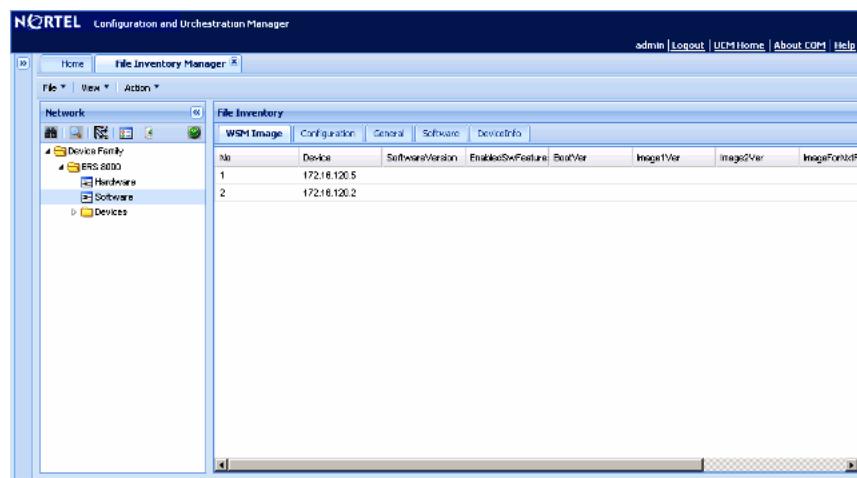 NORTEL Configuration and Orchestration Manager
admin | Logout | UCM Home | About COM | Help
Home File Inventory Manager
File View Action
Network
File Inventory
WSM Image Configuration General Software DeviceInfo
No Device SoftwareVersion EnabledSwFeature BootVer Image1Ver Image2Ver ImageForNxtR
1 172.16.120.5
2 172.16.120.2
Device Family
ERS 8000
Hardware
Software
Devices